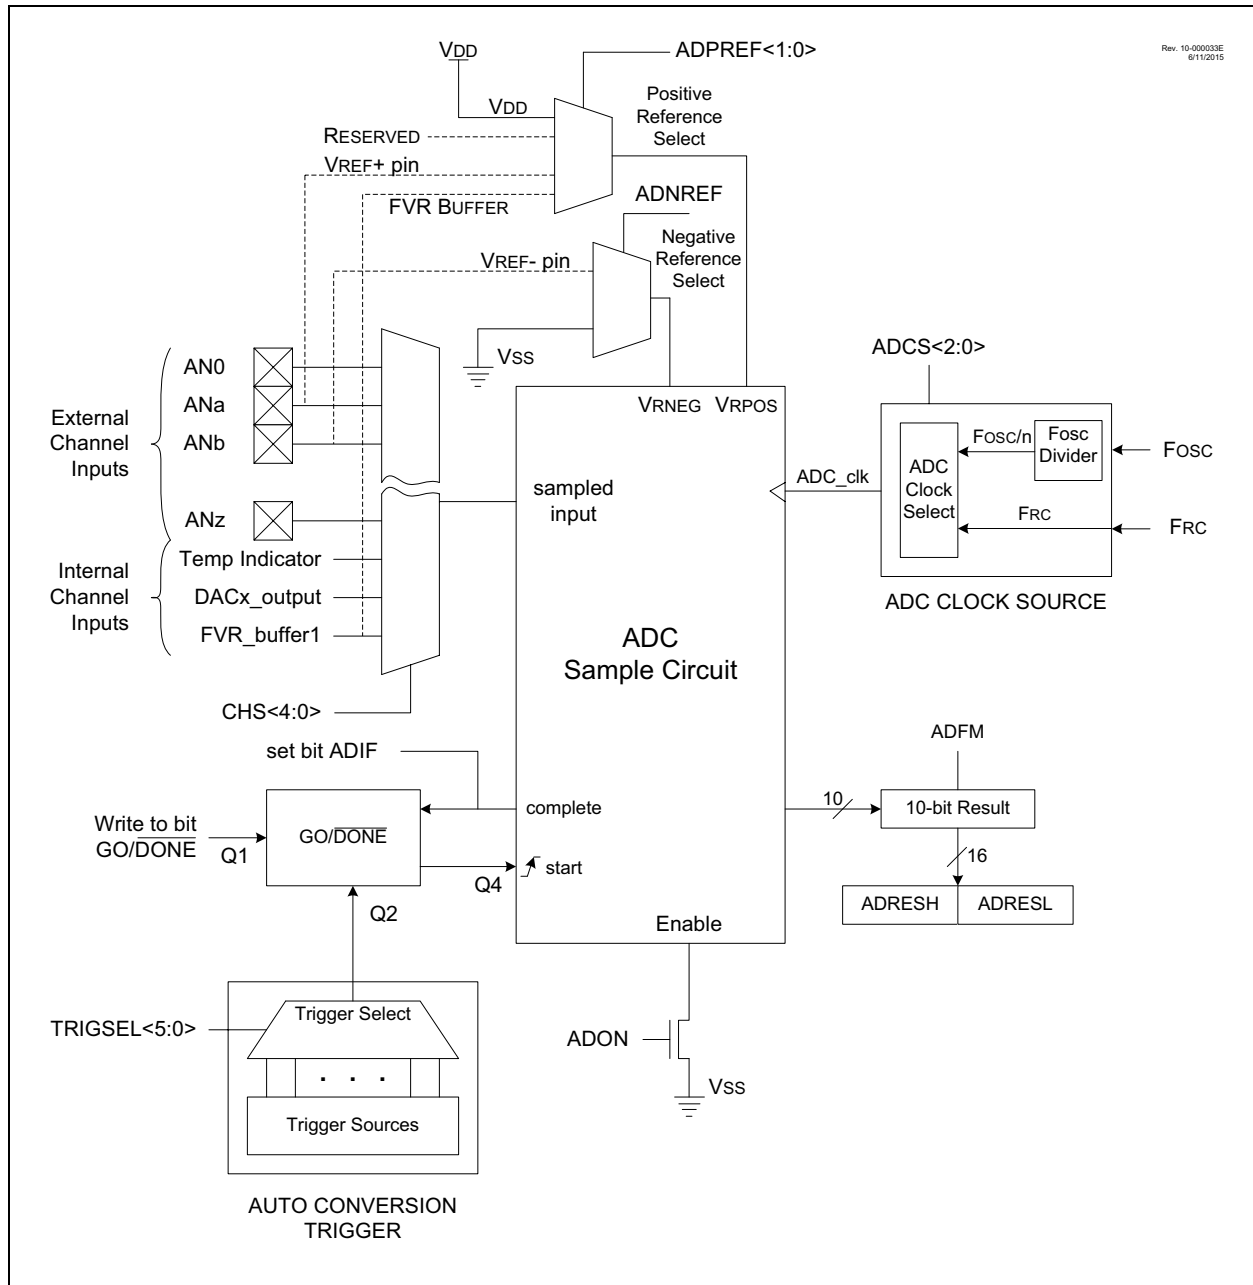 Rev. 10-000033E
6/11/2015
VDD
ADPREF<1:0>
VDD
Positive
Reference
Select
RESERVED
VREF+ pin
FVR BUFFER
ADNREF
VREF- pin
Negative
Reference
Select
VSS
External
Channel
Inputs
AN0
ANa
ANb
ANz
Internal
Channel
Inputs
Temp Indicator
DACx_output
FVR_buffer1
CHS<4:0>
VRNEG VRPOS
sampled
input
ADC_clk
ADC
Sample Circuit
ADCS<2:0>
ADC
Clock
Select
FOSC/n
Fosc
Divider
FOSC
FRC
FRC
ADC CLOCK SOURCE
set bit ADIF
complete
Write to bit
GO/DONE
Q1
GO/DONE
Q4
start
Q2
Enable
ADFM
10
10-bit Result
16
ADRESH
ADRESL
TRIGSEL<5:0>
Trigger Select
. . .
Trigger Sources
AUTO CONVERSION
TRIGGER
ADON
VSS